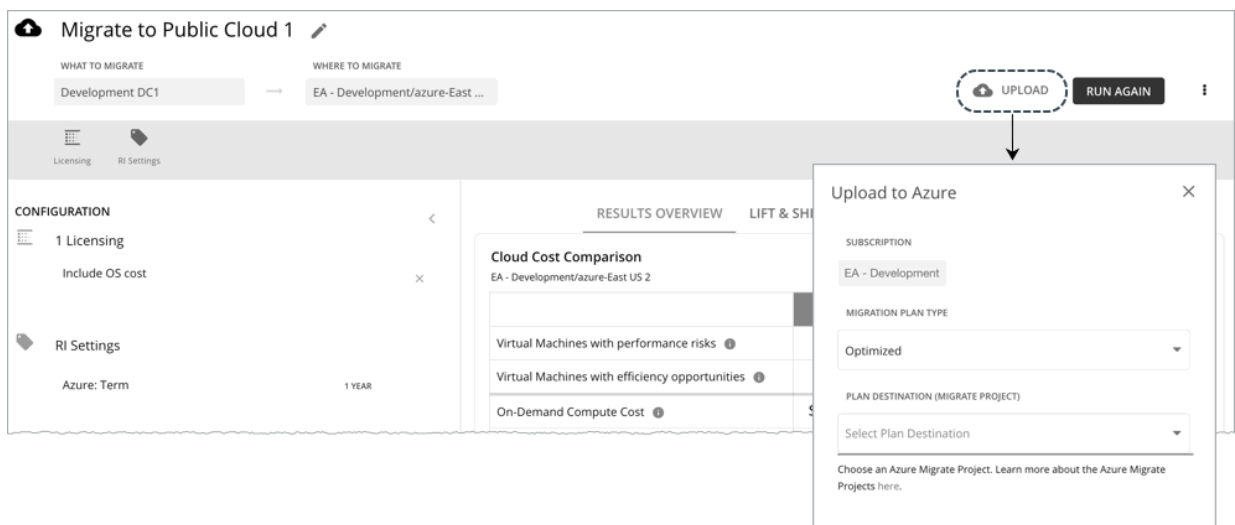 Migrate to Public Cloud 1
WHAT TO MIGRATE
WHERE TO MIGRATE
Development DC1
EA - Development/azure-East ...
UPLOAD
RUN AGAIN
Licensing
RI Settings
CONFIGURATION
1 Licensing
Include OS cost
RI Settings
Azure: Term
1 YEAR
RESULTS OVERVIEW
LIFT & SHI
Cloud Cost Comparison
EA - Development/azure-East US 2
Virtual Machines with performance risks
Virtual Machines with efficiency opportunities
On-Demand Compute Cost
Upload to Azure
SUBSCRIPTION
EA - Development
MIGRATION PLAN TYPE
Optimized
PLAN DESTINATION (MIGRATE PROJECT)
Select Plan Destination
Choose an Azure Migrate Project. Learn more about the Azure Migrate
Projects here.